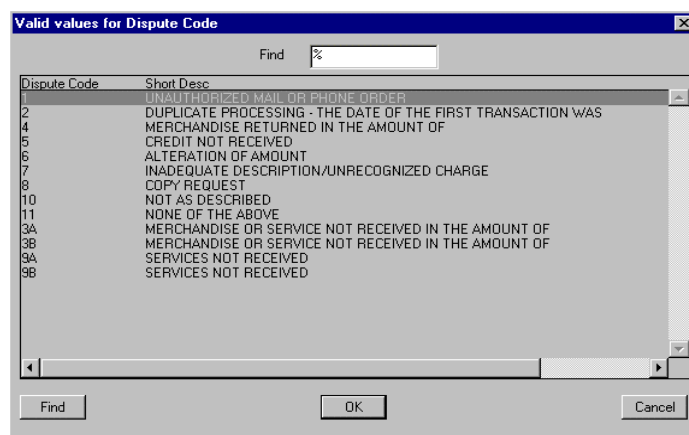 Valid values for Dispute Code
Find %
Dispute Code Short Desc
1 UNAUTHORIZED MAIL OR PHONE ORDER
2 DUPLICATE PROCESSING - THE DATE OF THE FIRST TRANSACTION WAS
4 MERCHANDISE RETURNED IN THE AMOUNT OF
5 CREDIT NOT RECEIVED
6 ALTERATION OF AMOUNT
7 INADEQUATE DESCRIPTION/UNRECOGNIZED CHARGE
8 COPY REQUEST
10 NOT AS DESCRIBED
11 NONE OF THE ABOVE
3A MERCHANDISE OR SERVICE NOT RECEIVED IN THE AMOUNT OF
3B MERCHANDISE OR SERVICE NOT RECEIVED IN THE AMOUNT OF
9A SERVICES NOT RECEIVED
9B SERVICES NOT RECEIVED
Find OK Cancel